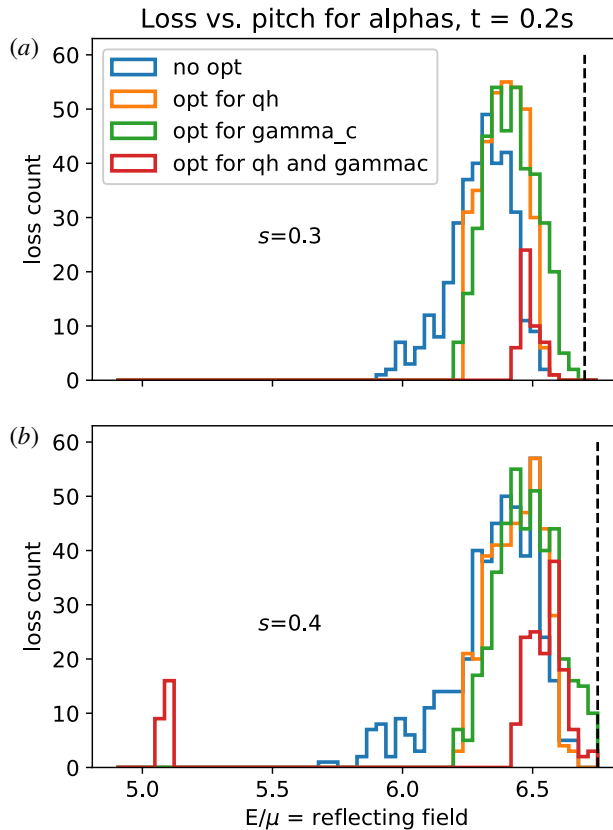 Loss vs. pitch for alphas, t = 0.2s
(a)
60
50
40
30
20
10
0
loss count
no opt
opt for qh
opt for gamma_c
opt for qh and gammac
s=0.3
(b)
60
50
40
30
20
10
0
loss count
s=0.4
5.0 5.5 6.0 6.5
E/μ = reflecting field